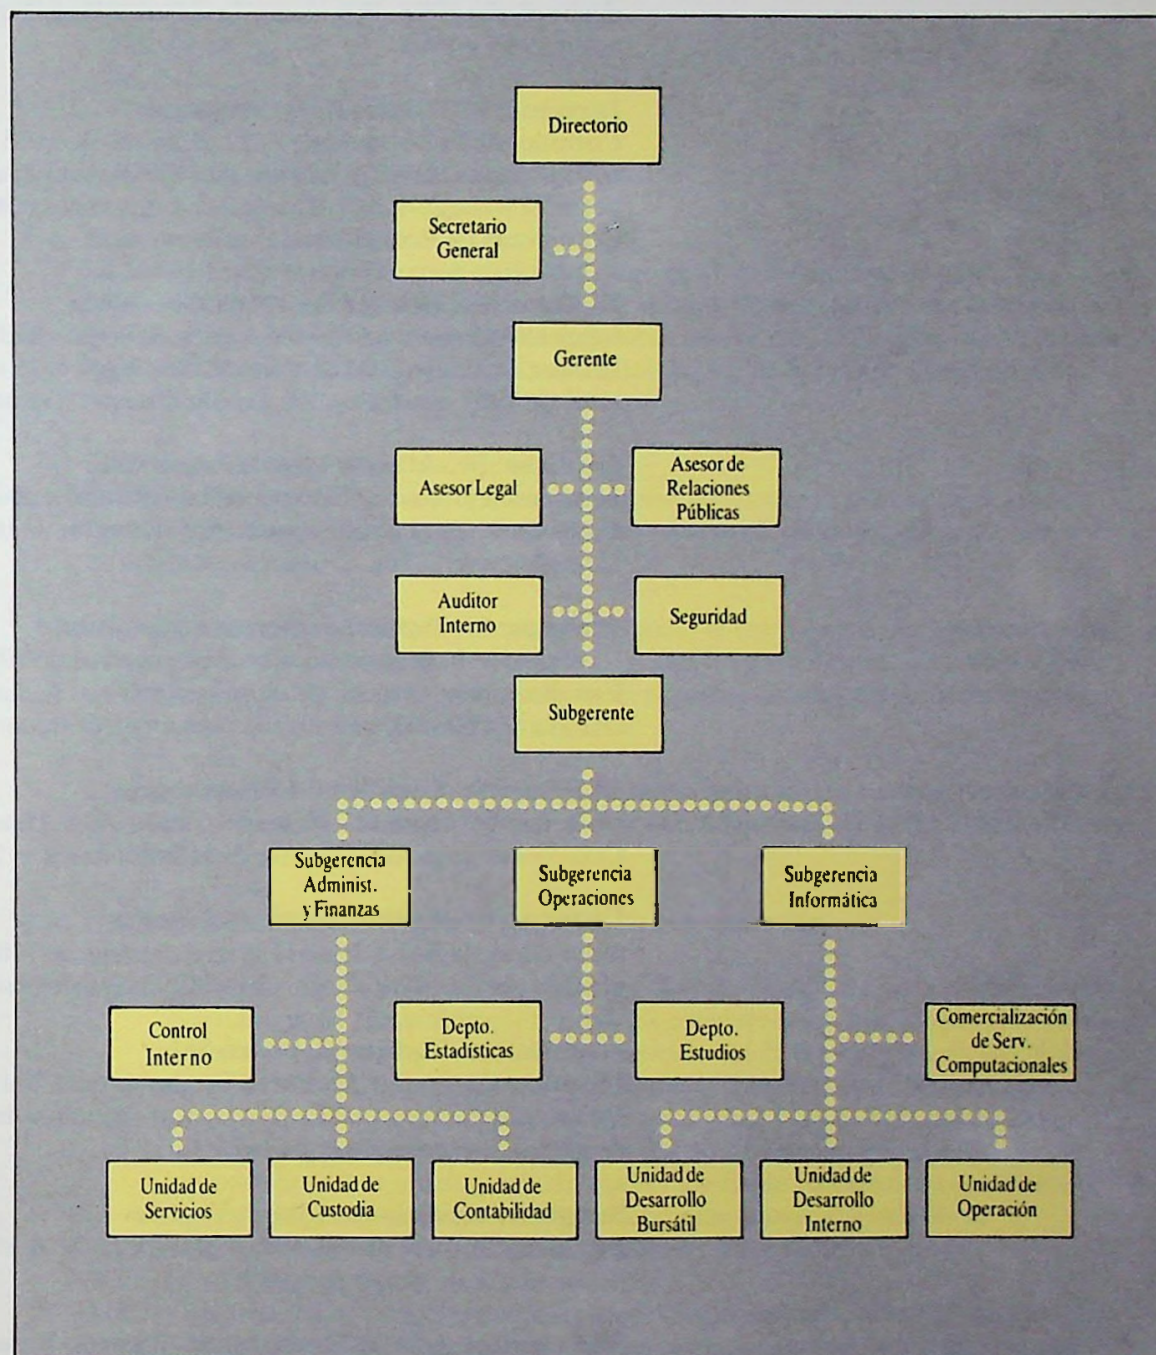 Directorio
Secretario
General
Gerente
Asesor Legal
Asesor de
Relaciones
Públicas
Auditor
Interno
Seguridad
Subgerente
Subgerencia
Administ.
y Finanzas
Subgerencia
Operaciones
Subgerencia
Informática
Control
Interno
Depto.
Estadísticas
Depto.
Estudios
Comercialización
de Serv.
Computacionales
Unidad de
Servicios
Unidad de
Custodia
Unidad de
Contabilidad
Unidad de
Desarrollo
Bursátil
Unidad de
Desarrollo
Interno
Unidad de
Operación